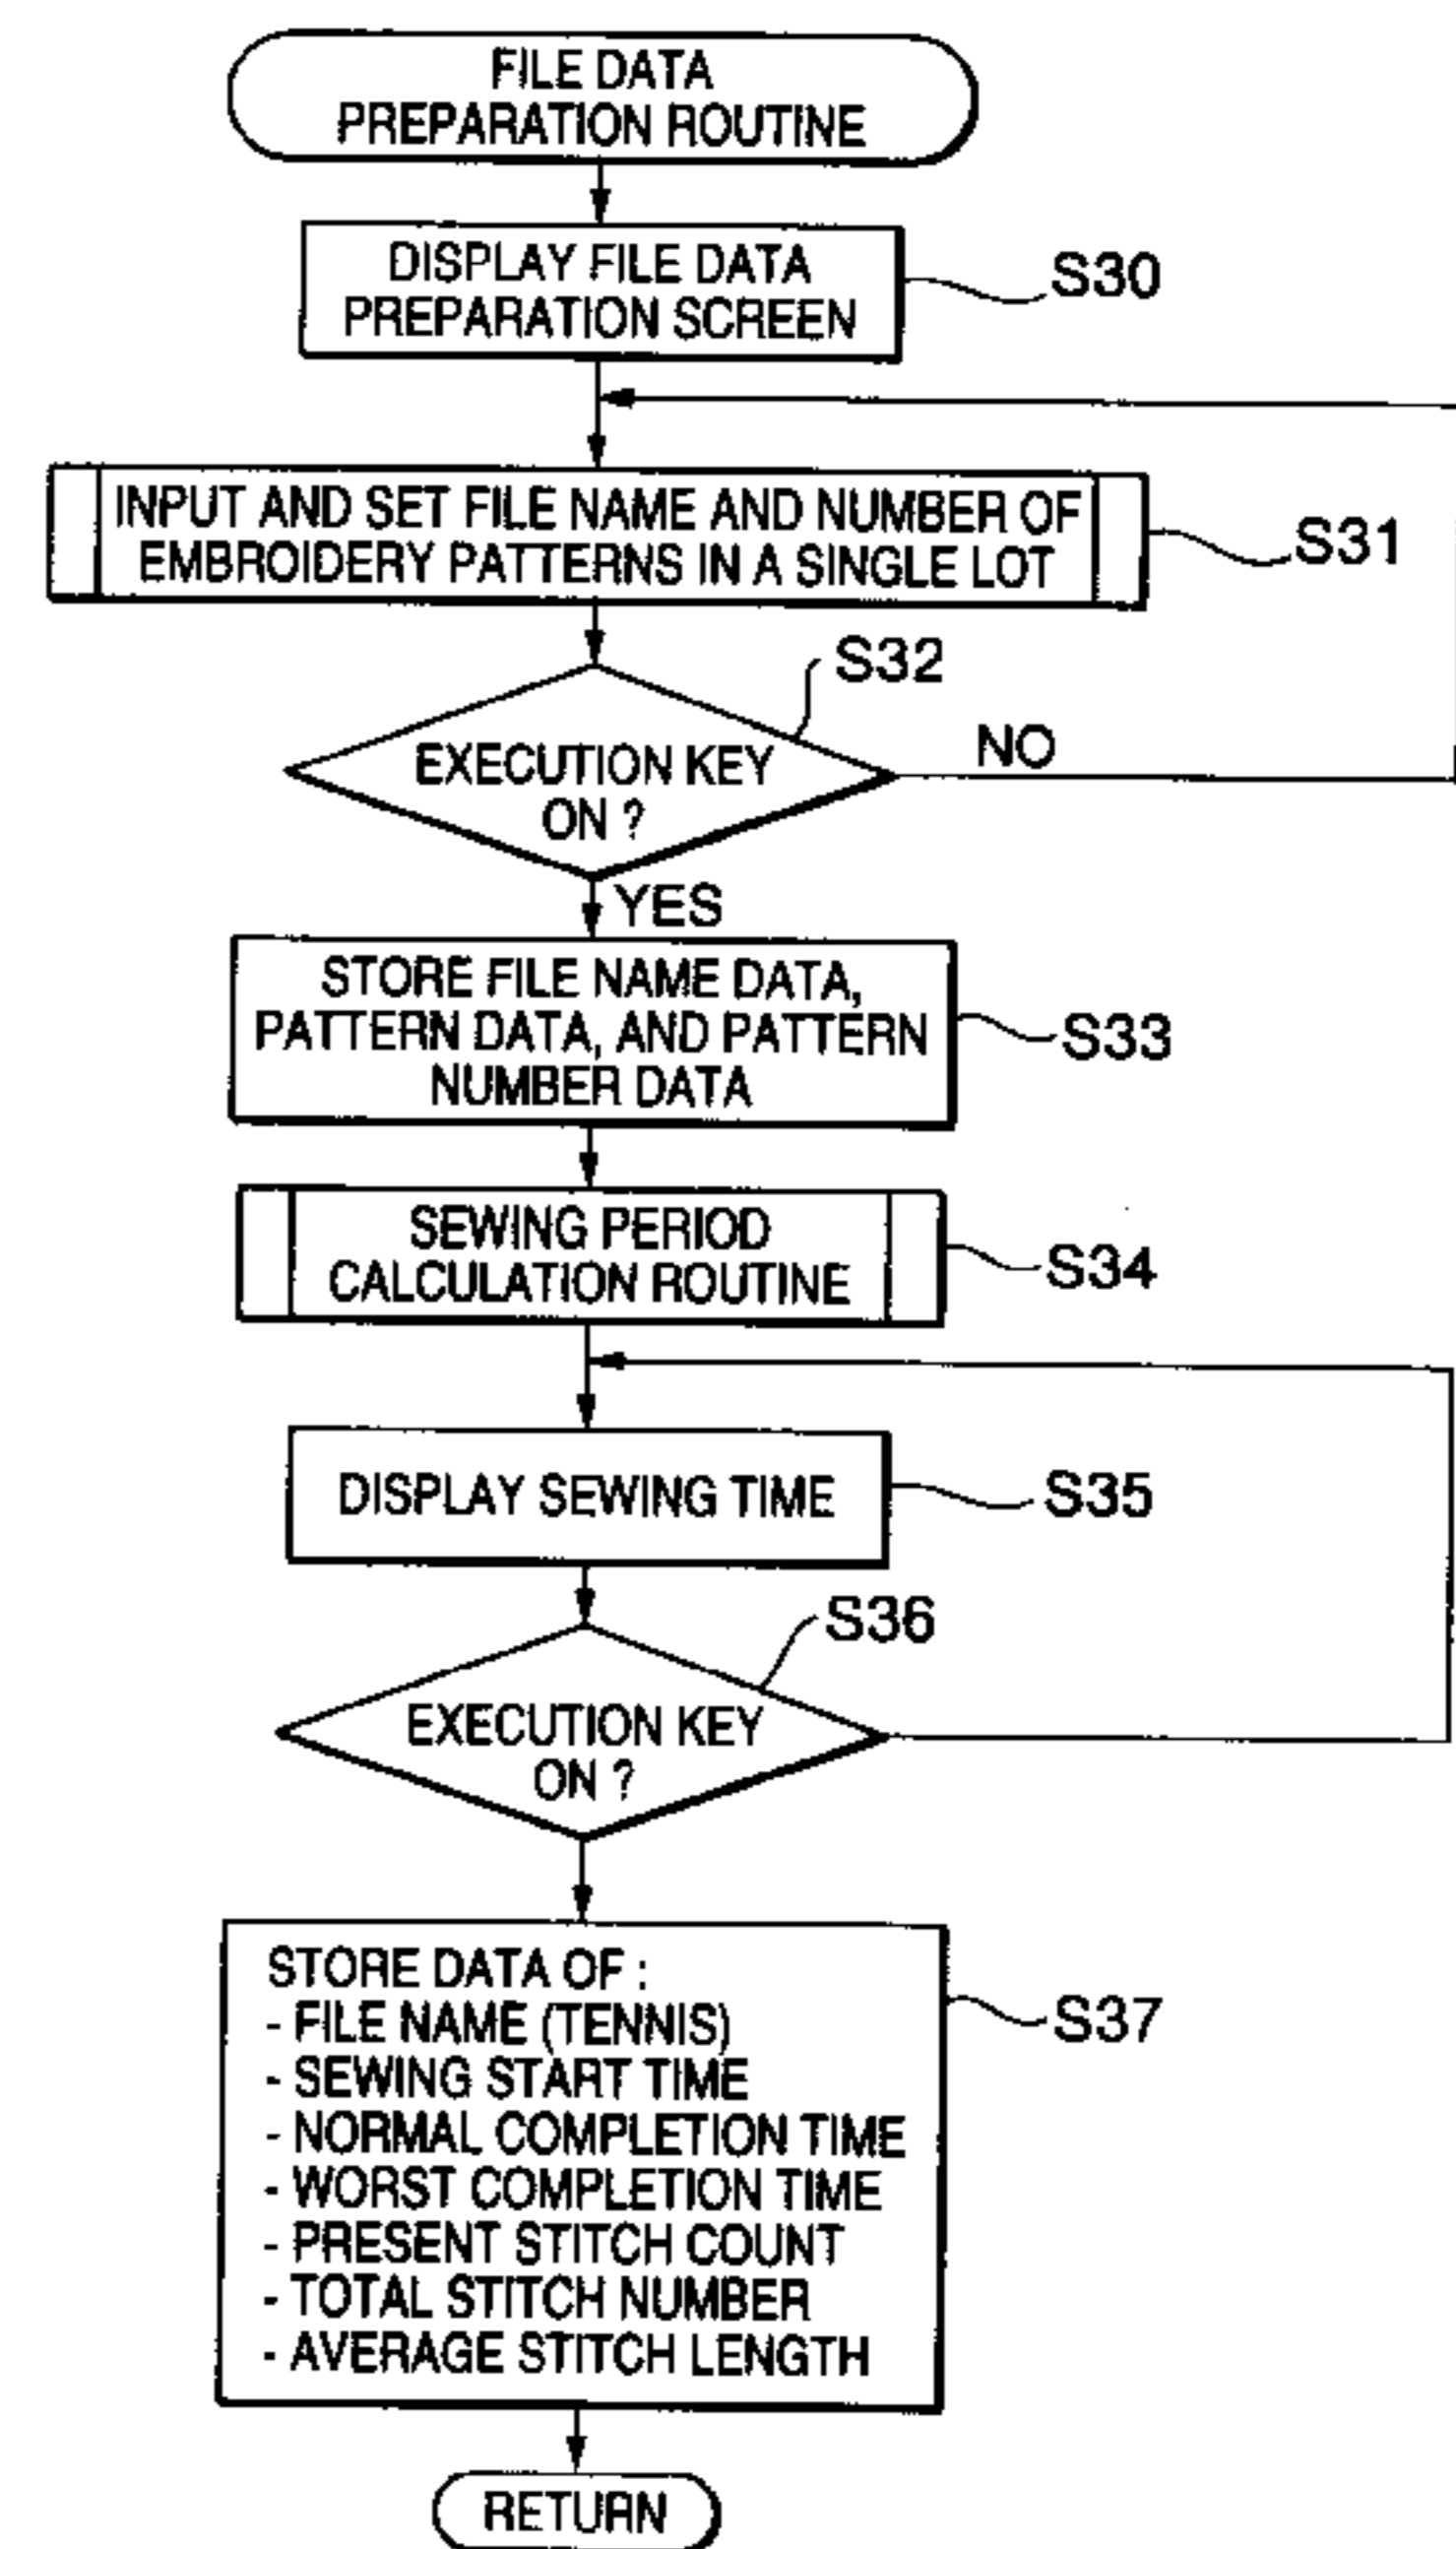 FILE DATA
PREPARATION ROUTINE
DISPLAY FILE DATA
PREPARATION SCREEN
S30
INPUT AND SET FILE NAME AND NUMBER OF
EMBROIDERY PATTERNS IN A SINGLE LOT
S31
S32
EXECUTION KEY
ON ?
NO
YES
STORE FILE NAME DATA,
PATTERN DATA, AND PATTERN
NUMBER DATA
S33
SEWING PERIOD
CALCULATION ROUTINE
S34
DISPLAY SEWING TIME
S35
S36
EXECUTION KEY
ON ?
STORE DATA OF :
- FILE NAME (TENNIS)
- SEWING START TIME
- NORMAL COMPLETION TIME
- WORST COMPLETION TIME
- PRESENT STITCH COUNT
- TOTAL STITCH NUMBER
- AVERAGE STITCH LENGTH
S37
RETURN